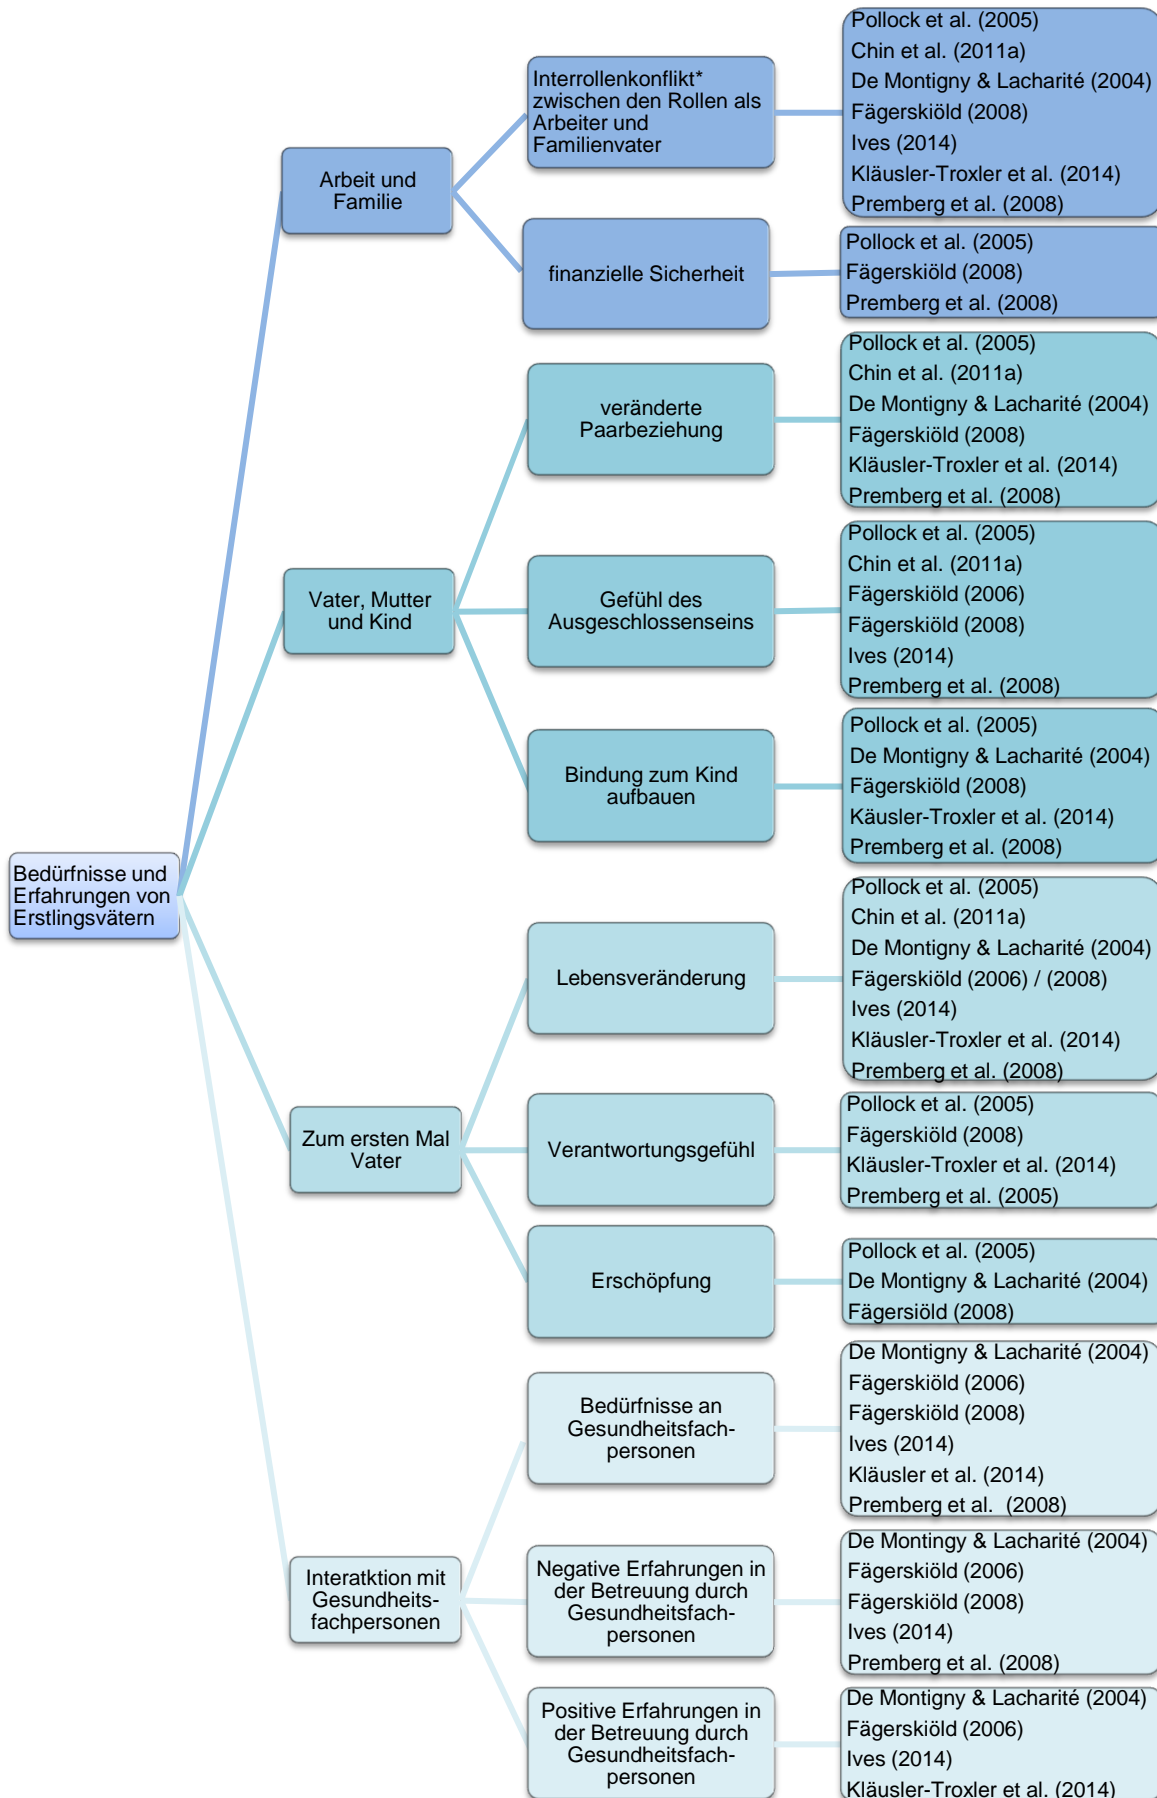 Bedürfnisse und
Erfahrungen von
Erstlingsvätern
Arbeit und
Familie
Interrollenkonflikt*
zwischen den Rollen als
Arbeiter und
Familienvater
Pollock et al. (2005)
Chin et al. (2011a)
De Montigny & Lacharité (2004)
Fägerskiöld (2008)
Ives (2014)
Kläusler-Troxler et al. (2014)
Premberg et al. (2008)
finanzielle Sicherheit
Pollock et al. (2005)
Fägerskiöld (2008)
Premberg et al. (2008)
Vater, Mutter
und Kind
veränderte
Paarbeziehung
Pollock et al. (2005)
Chin et al. (2011a)
De Montigny & Lacharité (2004)
Fägerskiöld (2008)
Kläusler-Troxler et al. (2014)
Premberg et al. (2008)
Gefühl des
Ausgeschlossenseins
Pollock et al. (2005)
Chin et al. (2011a)
Fägerskiöld (2006)
Fägerskiöld (2008)
Ives (2014)
Premberg et al. (2008)
Bindung zum Kind
aufbauen
Pollock et al. (2005)
De Montigny & Lacharité (2004)
Fägerskiöld (2008)
Käusler-Troxler et al. (2014)
Premberg et al. (2008)
Zum ersten Mal
Vater
Lebensveränderung
Pollock et al. (2005)
Chin et al. (2011a)
De Montigny & Lacharité (2004)
Fägerskiöld (2006) / (2008)
Ives (2014)
Kläusler-Troxler et al. (2014)
Premberg et al. (2008)
Verantwortungsgefühl
Pollock et al. (2005)
Fägerskiöld (2008)
Kläusler-Troxler et al. (2014)
Premberg et al. (2005)
Erschöpfung
Pollock et al. (2005)
De Montigny & Lacharité (2004)
Fägersiöld (2008)
Interatktion mit
Gesundheits-
fachpersonen
Bedürfnisse an
Gesundheitsfach-
personen
De Montigny & Lacharité (2004)
Fägerskiöld (2006)
Fägerskiöld (2008)
Ives (2014)
Kläusler et al. (2014)
Premberg et al. (2008)
Negative Erfahrungen in
der Betreuung durch
Gesundheitsfach-
personen
De Montingy & Lacharité (2004)
Fägerskiöld (2006)
Fägerskiöld (2008)
Ives (2014)
Premberg et al. (2008)
Positive Erfahrungen in
der Betreuung durch
Gesundheitsfach-
personen
De Montigny & Lacharité (2004)
Fägerskiöld (2006)
Ives (2014)
Kläusler-Troxler et al. (2014)